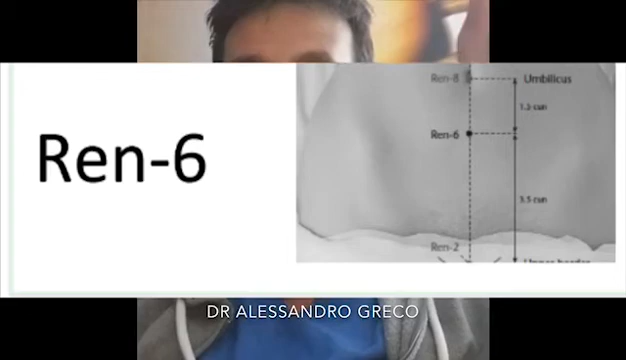 Ren-8
Umbilicus
1.5 cun
Ren-6
Ren-6
3.5 cun
Ren-2
DR ALESSANDRO GRECO